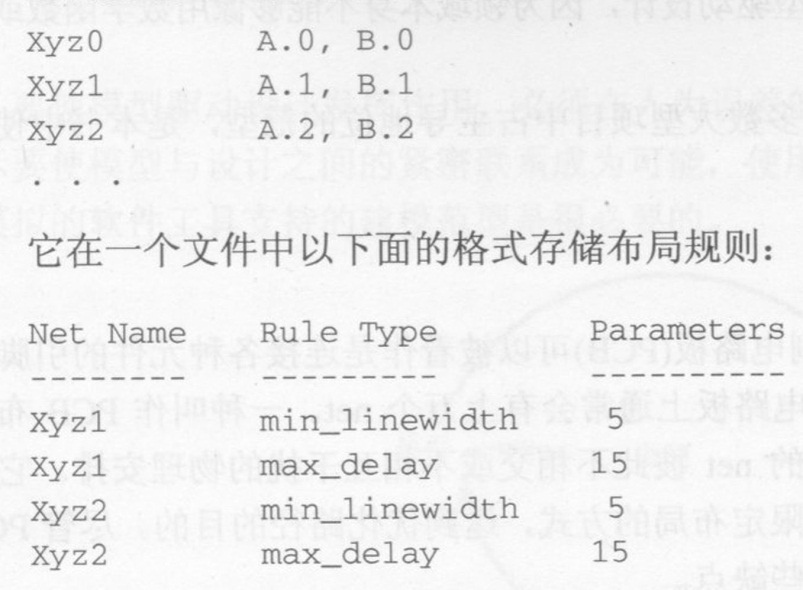 Xyz0 A.0, B.0
Xyz1 A.1, B.1
Xyz2 A.2, B.2
. . .
它在一个文件中以下面的格式存储布局规则：
Net Name Rule Type Parameters
-------- --------- ----------
Xyz1 min_linewidth 5
Xyz1 max_delay 15
Xyz2 min_linewidth 5
Xyz2 max_delay 15